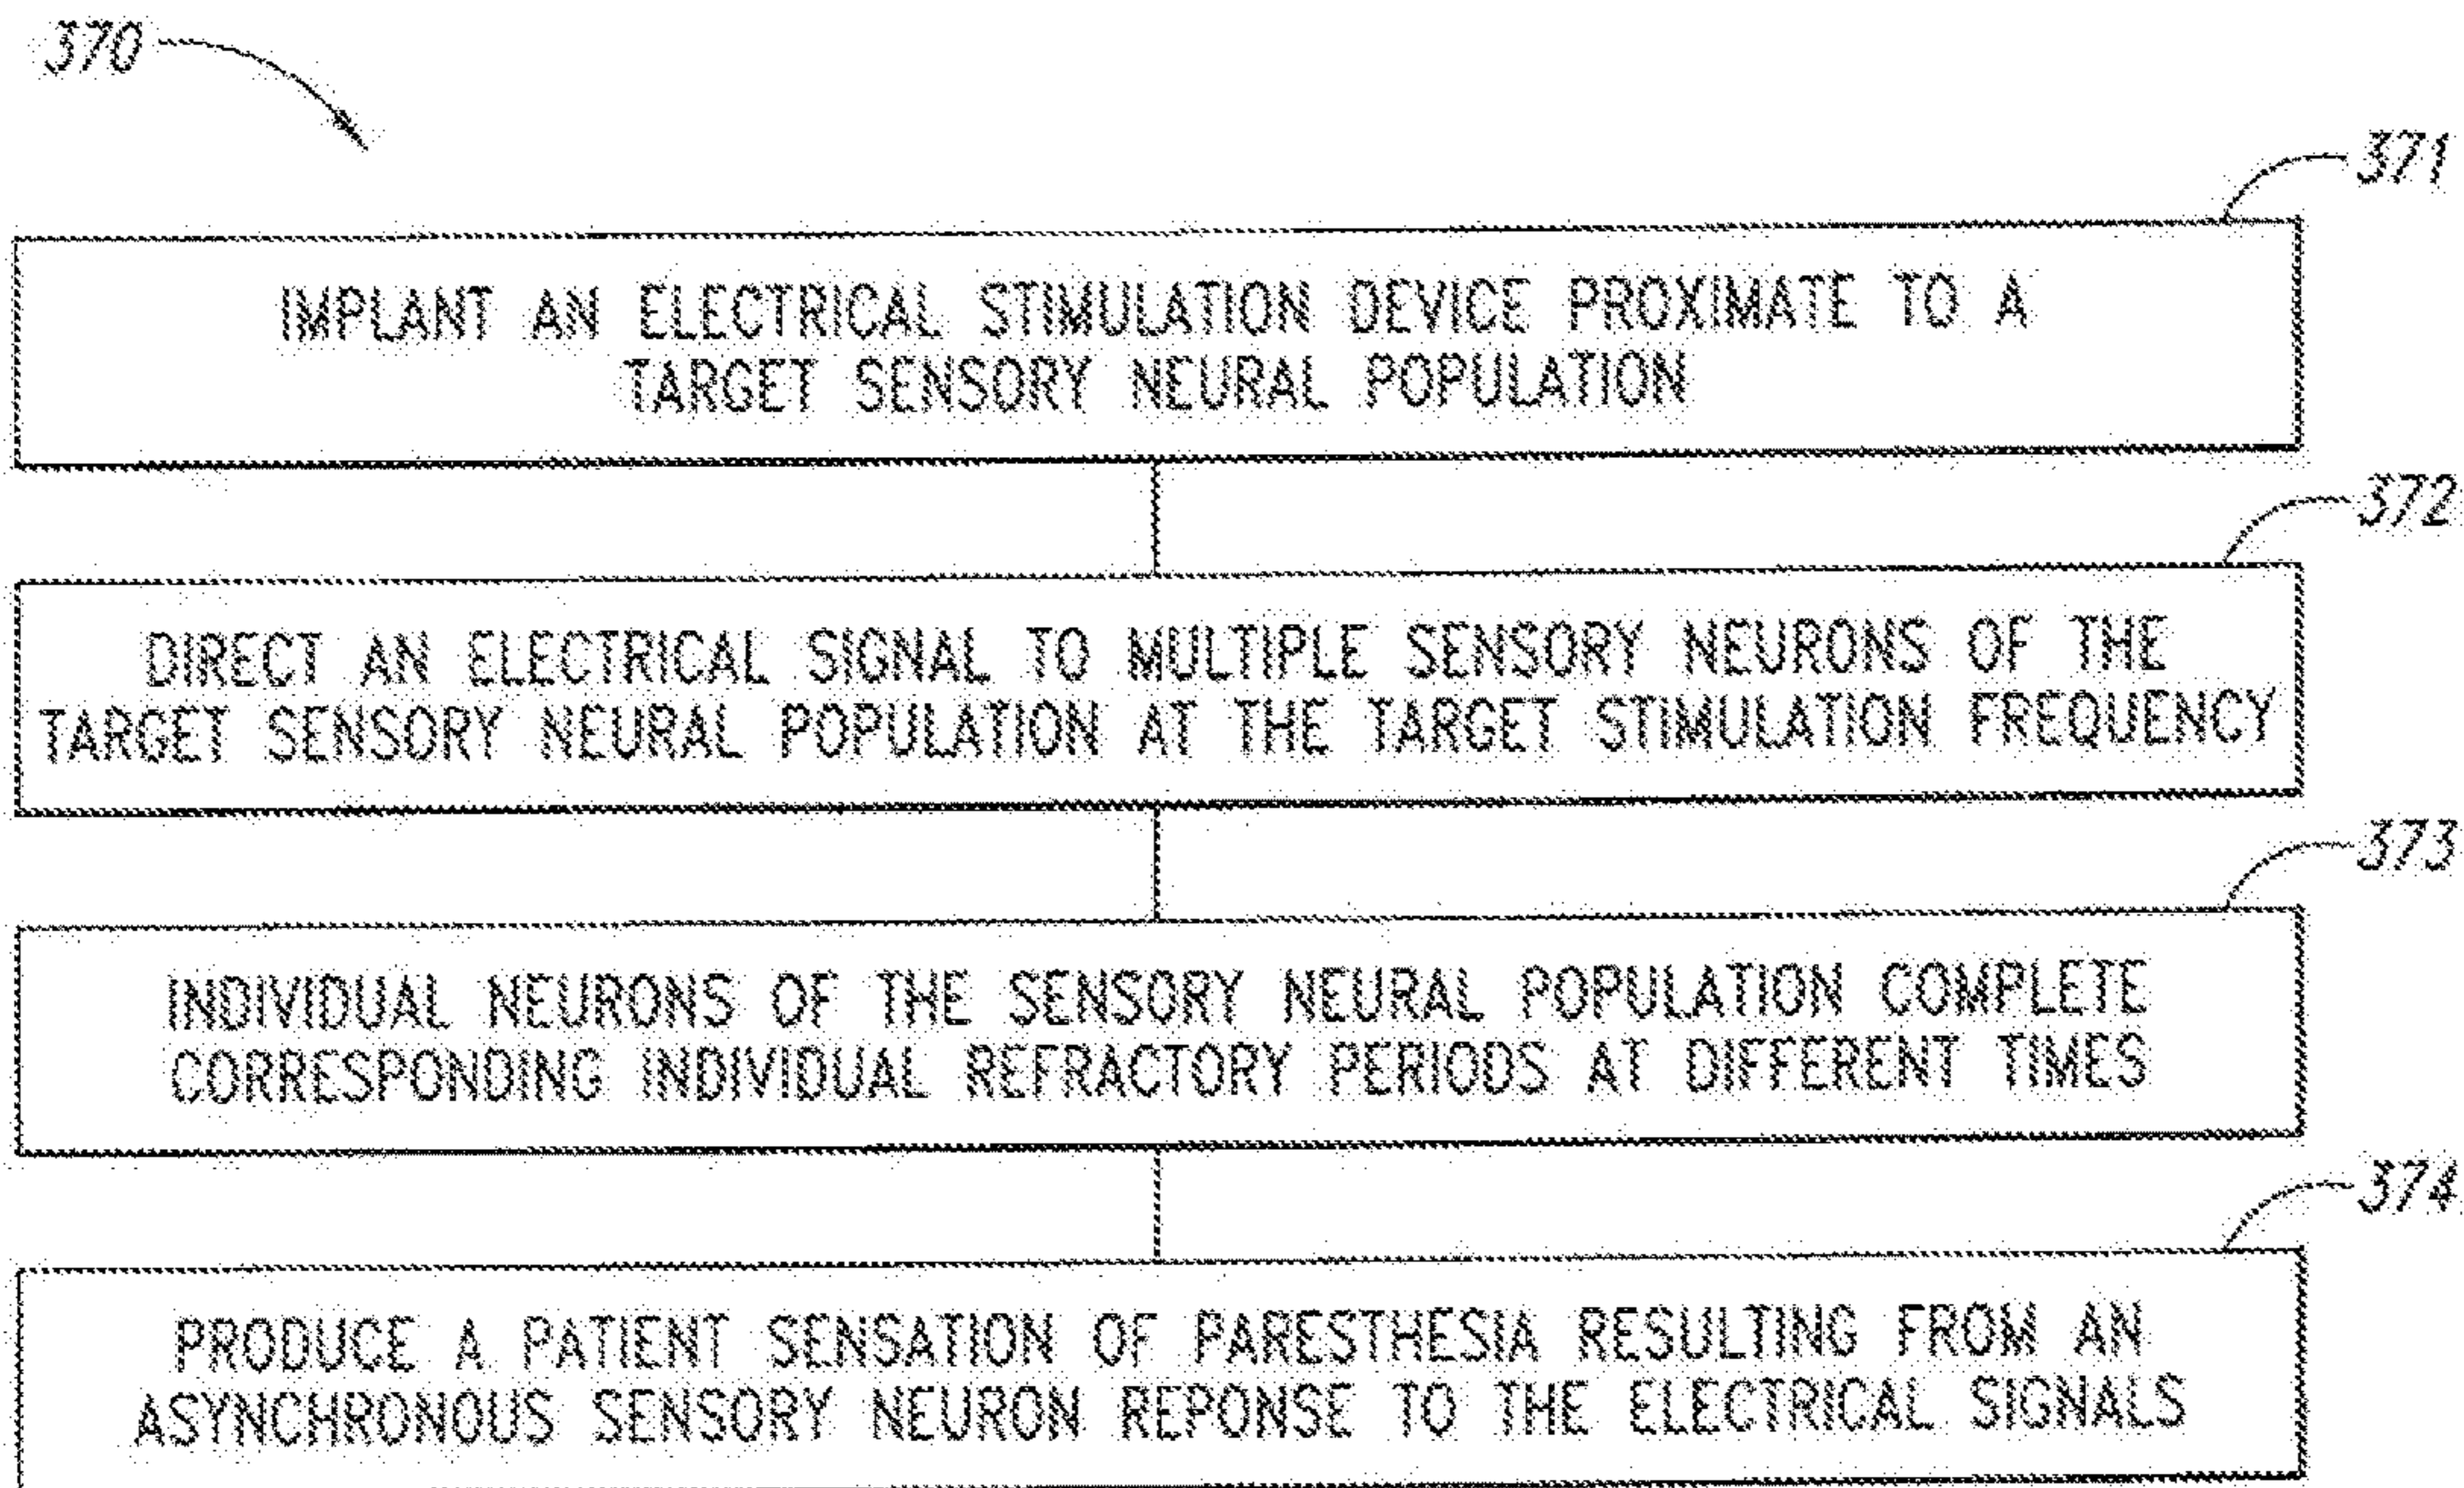 370
371
IMPLANT AN ELECTRICAL STIMULATION DEVICE PROXIMATE TO A
TARGET SENSORY NEURAL POPULATION
372
DIRECT AN ELECTRICAL SIGNAL TO MULTIPLE SENSORY NEURONS OF THE
TARGET SENSORY NEURAL POPULATION AT THE TARGET STIMULATION FREQUENCY
373
INDIVIDUAL NEURONS OF THE SENSORY NEURAL POPULATION COMPLETE
CORRESPONDING INDIVIDUAL REFRACTORY PERIODS AT DIFFERENT TIMES
374
PRODUCE A PATIENT SENSATION OF PARESTHESIA RESULTING FROM AN
ASYNCHRONOUS SENSORY NEURON REPONSE TO THE ELECTRICAL SIGNALS